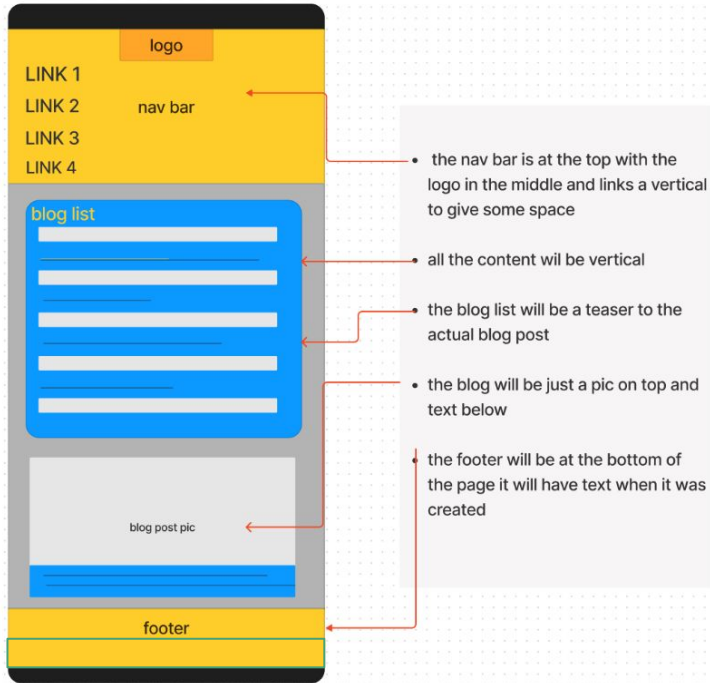 logo
LINK 1
LINK 2
nav bar
LINK 3
LINK 4
blog list
blog post pic
footer
• the nav bar is at the top with the
logo in the middle and links a vertical
to give some space
• all the content wil be vertical
• the blog list will be a teaser to the
actual blog post
• the blog will be just a pic on top and
text below
• the footer will be at the bottom of
the page it will have text when it was
created